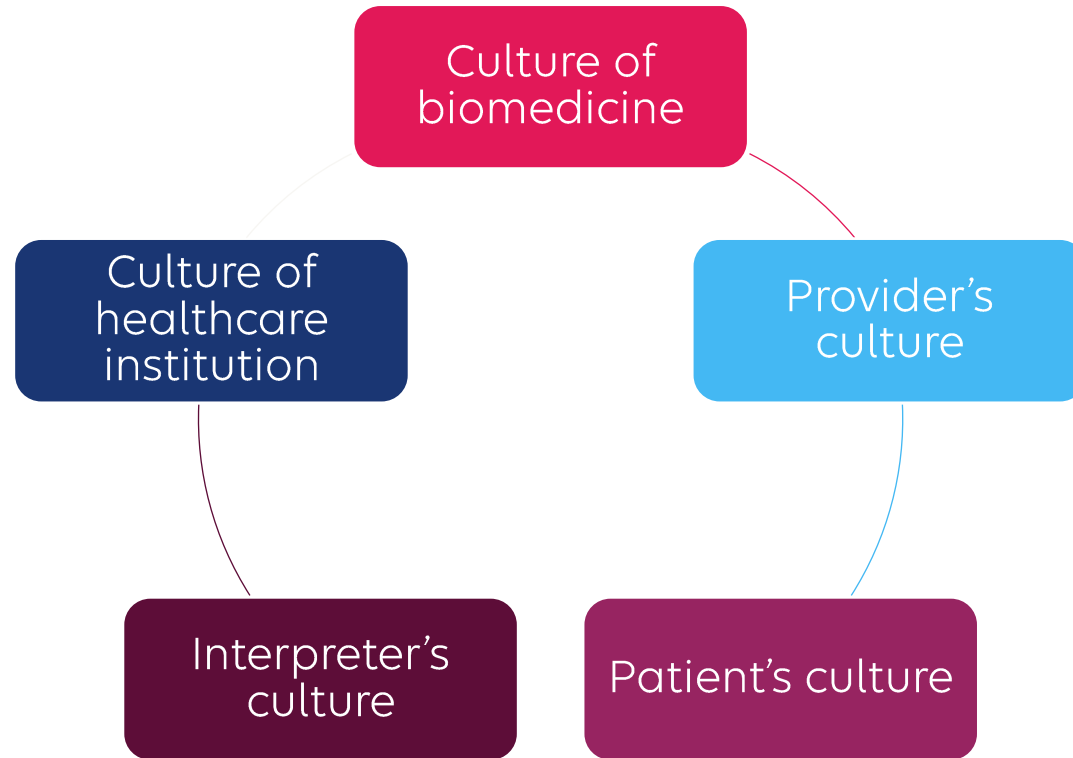 Culture of
biomedicine
Culture of
healthcare
institution
Provider’s
culture
Interpreter’s
culture
Patient’s culture